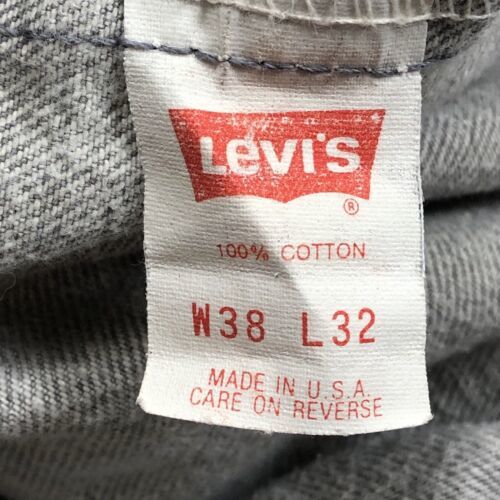 Levi's
®
100% COTTON
W38 L32
MADE IN U.S.A.
CARE ON REVERSE